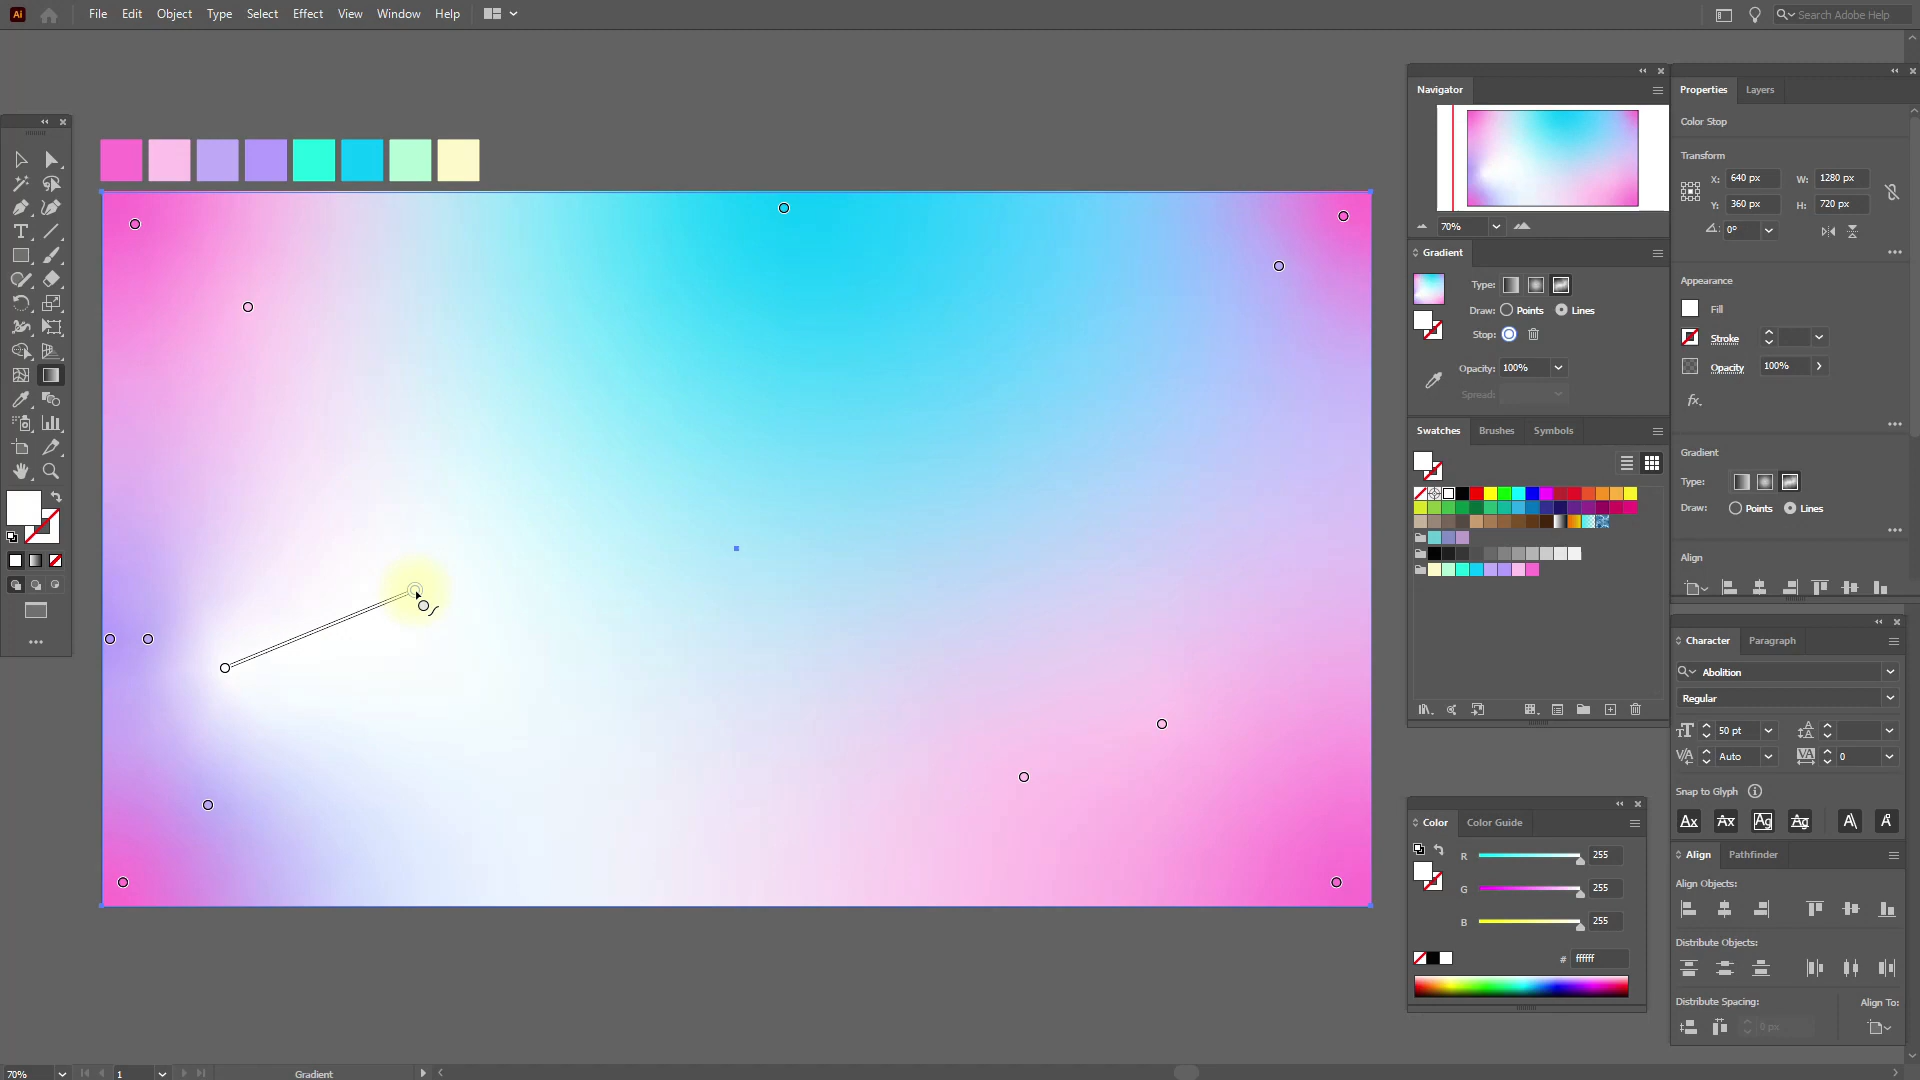 Ai File Edit Object Type Select Effect View Window Help Search Adobe Help
Navigator
70%
Gradient
Type:
Draw: Points Lines
Stop:
Opacity: 100%
Spread:
Swatches Brushes Symbols
Color Color Guide
R 255
G 255
B 255
# ffffff
Properties Layers
Color Stop
Transform
X: 640 px W: 1280 px
Y: 360 px H: 720 px
0°
Appearance
Fill
Stroke
Opacity 100%
fx.
Gradient
Type:
Draw: Points Lines
Align
Character Paragraph
Abolition
Regular
50 pt
Auto 0
Snap to Glyph
Align Pathfinder
Align Objects:
Distribute Objects:
Distribute Spacing: Align To:
0 px
70% 1 Gradient